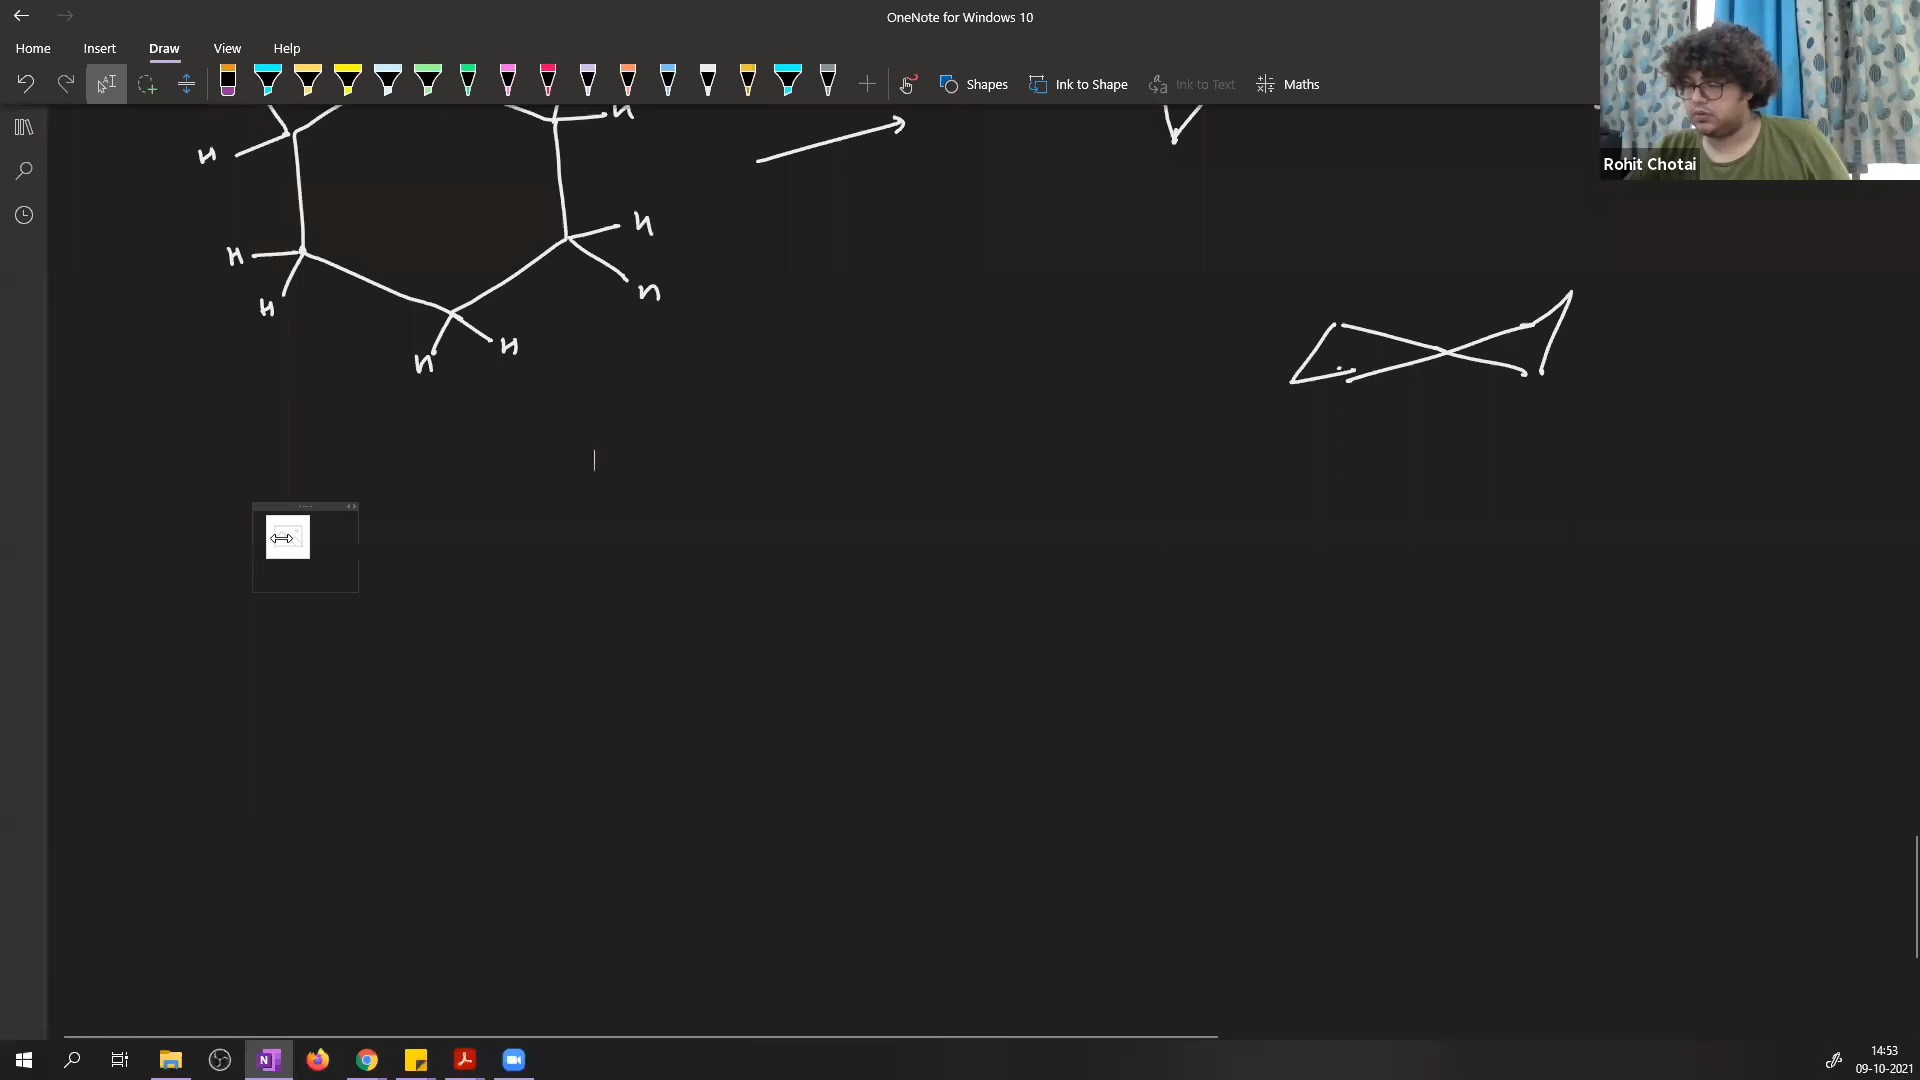 OneNote for Windows 10
Home Insert Draw View Help
Shapes Ink to Shape Ink to Text Maths
Rohit Chotai
H
H
H
H
H
H
H
H
14:53
09-10-2021